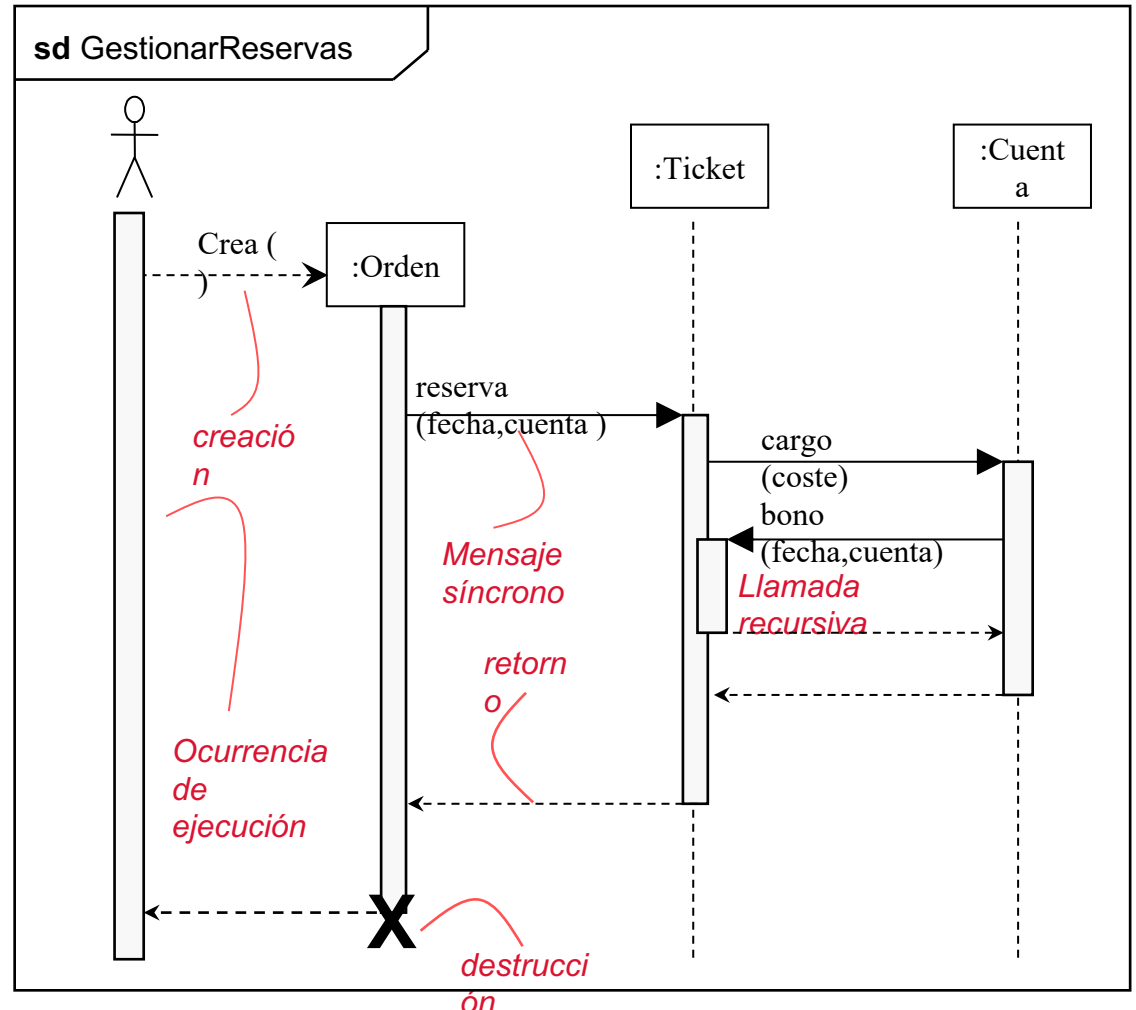 sd GestionarReservas
:Ticket
:Cuent
a
Crea (
)
:Orden
reserva
(fecha,cuenta )
creació
n
cargo
(coste)
bono
(fecha,cuenta)
Mensaje
síncrono
Llamada
recursiva
retorn
o
Ocurrencia
de
ejecución
X
destrucci
ón